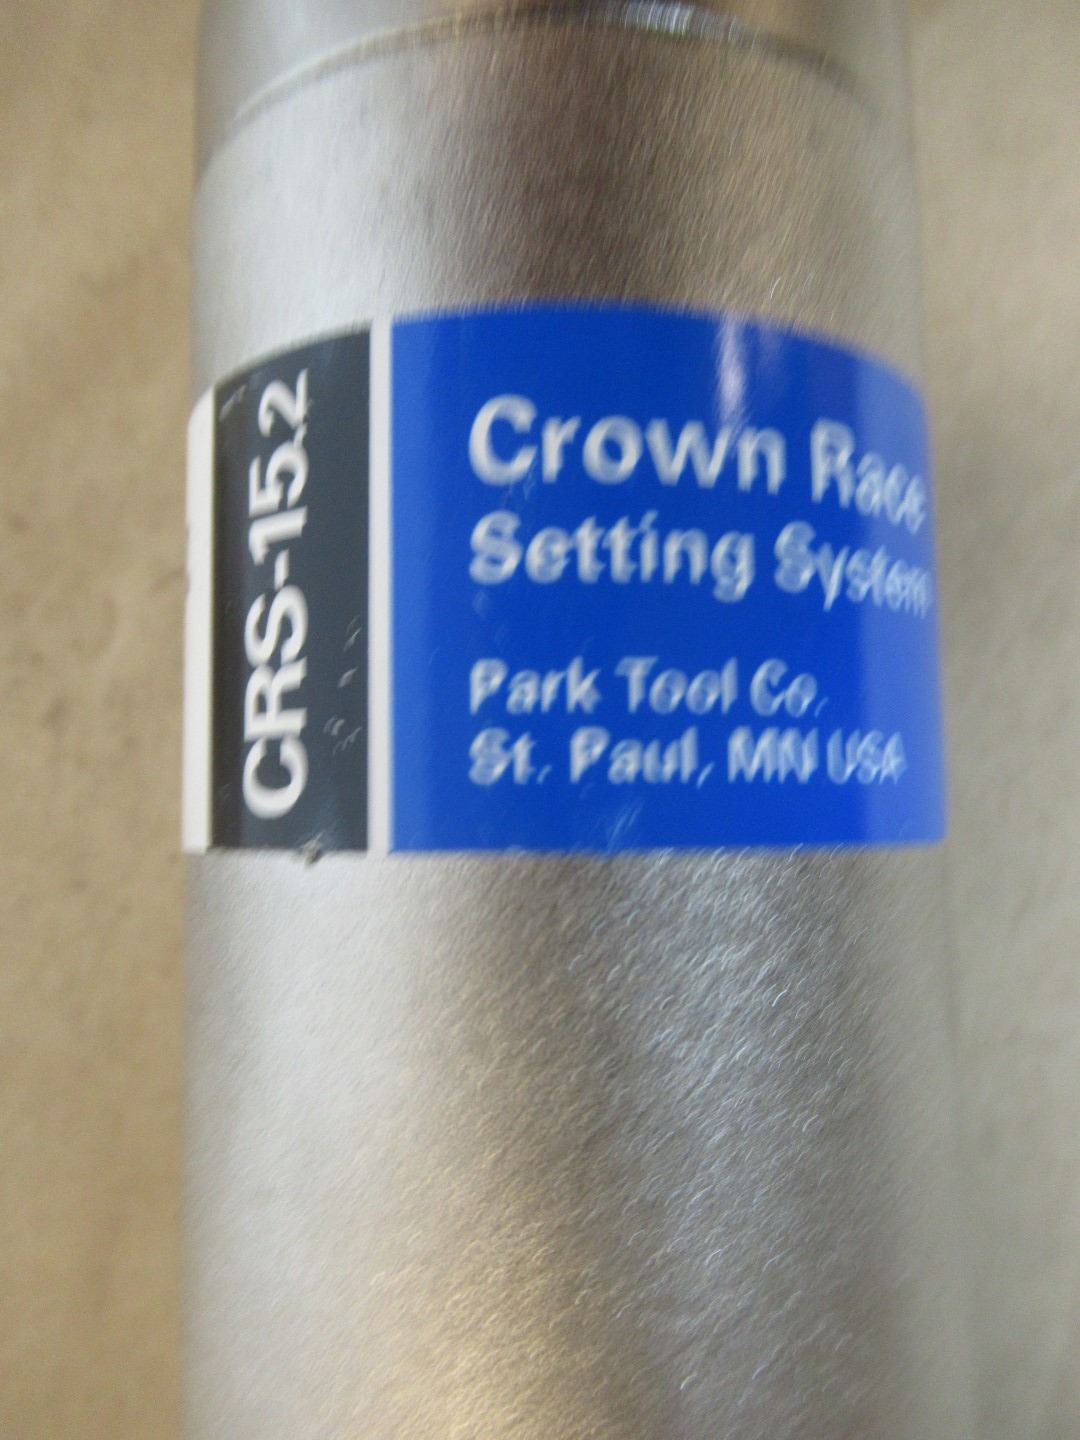 CRS-15.2
Crown Race
Setting System
Park Tool Co.
St. Paul, MN USA